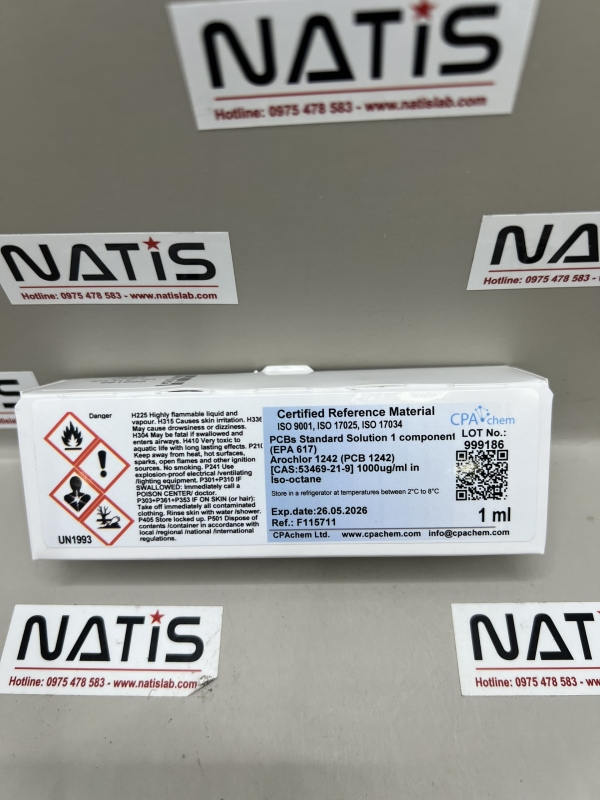 NATIS
Hotline: 0975 478 583 - www.natislab.com
NATIS
Hotline: 0975 478 583 - www.natislab.com
NATIS
Hotline: 0975 478 583 - www.natislab.com
Danger
H225 Highly flammable liquid and
vapour. H315 Causes skin irritation. H336
May cause drowsiness or dizziness.
H304 May be fatal if swallowed and
enters airways. H410 Very toxic to
aquatic life with long lasting effects. P210
Keep away from heat, hot surfaces,
sparks, open flames and other ignition
sources. No smoking. P241 Use
explosion-proof electrical /ventilating
/lighting equipment. P301+P310 IF
SWALLOWED: Immediately call a
POISON CENTER/ doctor.
P303+P361+P353 IF ON SKIN (or hair):
Take off immediately all contaminated
clothing. Rinse skin with water /shower.
P405 Store locked up. P501 Dispose of
contents /container in accordance with
local /regional /national /international
regulations.
UN1993
Certified Reference Material
ISO 9001, ISO 17025, ISO 17034
PCBs Standard Solution 1 component
(EPA 617)
Arochlor 1242 (PCB 1242)
[CAS:53469-21-9] 1000ug/ml in
Iso-octane
Store in a refrigerator at temperatures between 2°C to 8°C
Exp.date:26.05.2026
Ref.: F115711
CPAchem Ltd. www.cpachem.com info@cpachem.com
CPAchem
LOT No.:
999186
1 ml
NATIS
Hotline: 0975 478 583 - www.natislab.com
NATIS
Hotline: 0975 478 583 - www.natislab.com